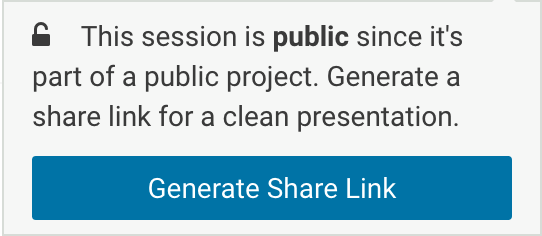 This session is public since it's
part of a public project. Generate a
share link for a clean presentation.
Generate Share Link